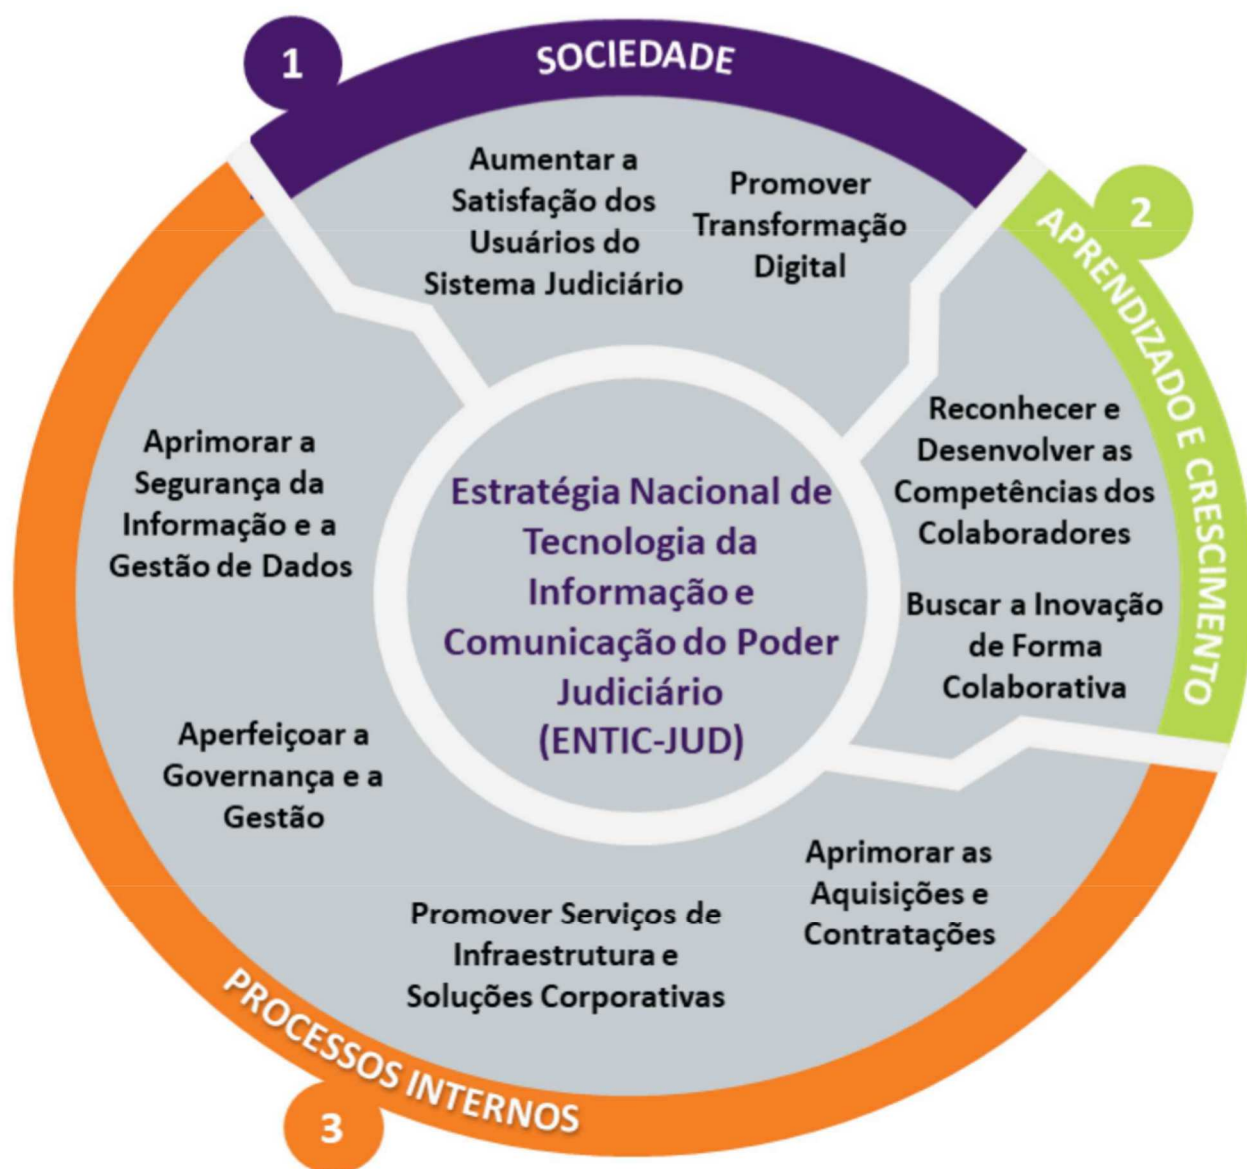 1
SOCIEDADE
Aumentar a
Satisfação dos
Usuários do
Sistema Judiciário
Promover
Transformação
Digital
2
APRENDIZADO E CRESCIMENTO
Reconhecer e
Desenvolver as
Competências dos
Colaboradores
Buscar a Inovação
de Forma
Colaborativa
Estratégia Nacional de
Tecnologia da
Informação e
Comunicação do Poder
Judiciário
(ENTIC-JUD)
Aprimorar a
Segurança da
Informação e a
Gestão de Dados
Aperfeiçoar a
Governança e a
Gestão
Promover Serviços de
Infraestrutura e
Soluções Corporativas
Aprimorar as
Aquisições e
Contratações
PROCESSOS INTERNOS
3